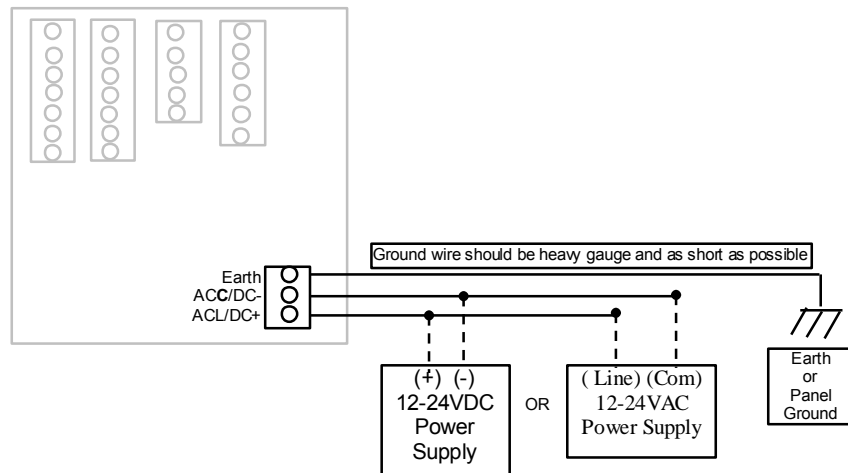 Ground wire should be heavy gauge and as short as possible
Earth
ACC/DC-
ACL/DC+
(+) (-)
12-24VDC
Power
Supply
OR
( Line) (Com)
12-24VAC
Power Supply
Earth
or
Panel
Ground